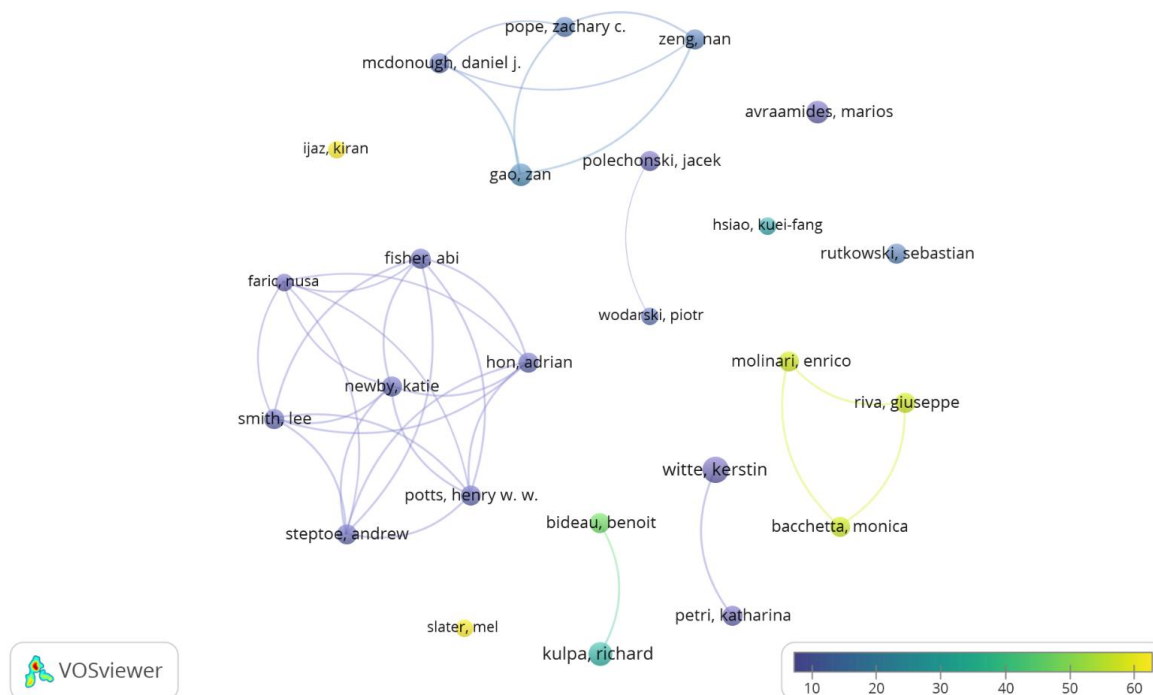 pope, zachary c.
zeng, nan
mcdonough, daniel j.
avraamides, marios
ijaz, kiran
polechonski, jacek
gao, zan
hsiao, kuei-fang
rutkowski, sebastian
fisher, abi
faric, nusa
wodarski, piotr
hon, adrian
molinari, enrico
newby, katie
riva, giuseppe
smith, lee
witte, kerstin
potts, henry w. w.
bideau, benoit
bacchetta, monica
steptoe, andrew
petri, katharina
slater, mel
kulpa, richard
VOSviewer
10 20 30 40 50 60